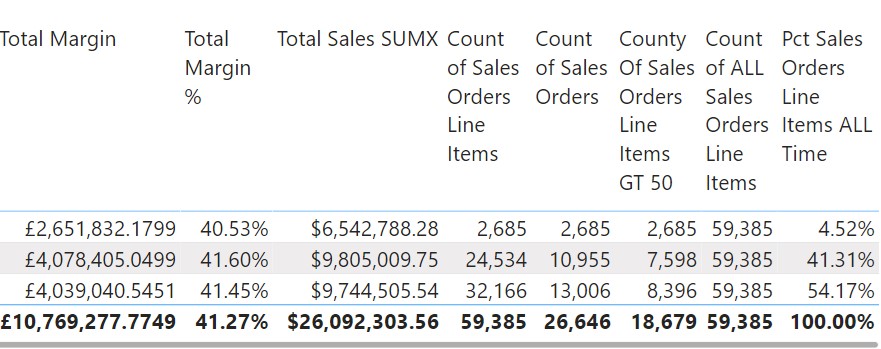 Total Margin Total Total Sales SUMX Count Count County Count Pct Sales
Margin of Sales of Sales Of Sales of ALL Orders
% Orders Orders Orders Sales Line
Line Line Orders Items ALL
Items Items Line Time
GT 50 Items
£2,651,832.1799 40.53% $6,542,788.28 2,685 2,685 2,685 59,385 4.52%
£4,078,405.0499 41.60% $9,805,009.75 24,534 10,955 7,598 59,385 41.31%
£4,039,040.5451 41.45% $9,744,505.54 32,166 13,006 8,396 59,385 54.17%
£10,769,277.7749 41.27% $26,092,303.56 59,385 26,646 18,679 59,385 100.00%